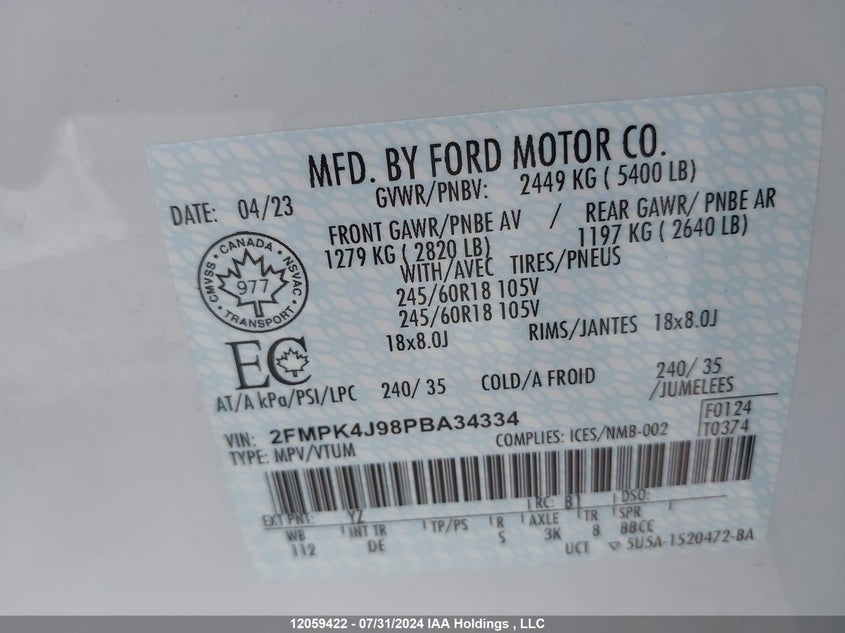 MFD. BY FORD MOTOR CO.
DATE: 04/23
GVWR/PNBV: 2449 KG ( 5400 LB)
FRONT GAWR/PNBE AV / REAR GAWR/ PNBE AR
1279 KG ( 2820 LB) 1197 KG ( 2640 LB)
WITH/AVEC TIRES/PNEUS
245/60R18 105V
245/60R18 105V
18x8.0J RIMS/JANTES 18x8.0J
CANADA
CMVSS NSVAC
977
TRANSPORT
EC
AT/A kPa/PSI/LPC 240/ 35 COLD/A FROID 240/ 35
/JUMELEES
VIN: 2FMPK4J98PBA34334
TYPE: MPV/VTUM
COMPLIES: ICES/NMB-002
F0124
T0374
EXT PNT: YZ RC: B1 DSO:
WB INT TR TP/PS R AXLE TR SPR
112 DE S 3K 8 BBCC
UCT ▽ 5U5A-1520472-BA
12059422 - 07/31/2024 IAA Holdings , LLC